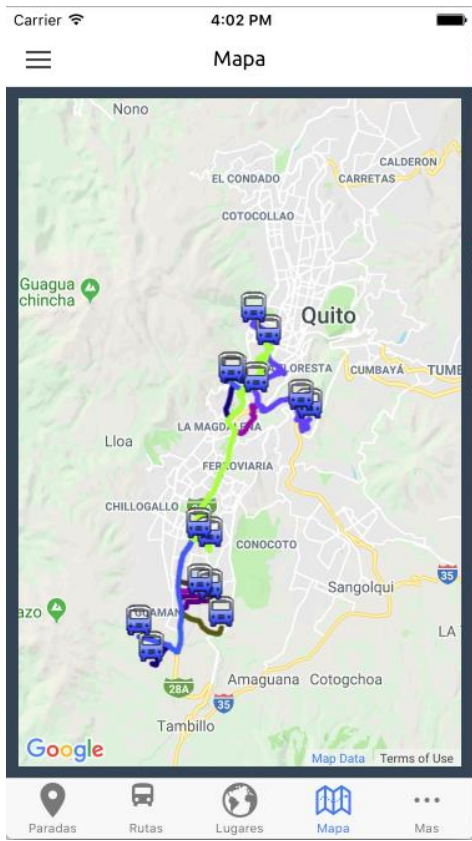 Carrier 4:02 PM
Mapa
Nono
CALDERON
EL CONDADO
CARRETAS
COTOCOLLAO
Guagua
chincha
Quito
ORESTA
CUMBAYÁ
TUME
LA MAGDALENA
Lloa
FERROVIARIA
CHILLOGALLO
CONOCOTO
35
Sangolqui
azo
GUAMAN
LA
28A
Amaguana
Cotogchoa
35
Tambillo
Google
Map Data
Terms of Use
Paradas
Rutas
Lugares
Mapa
Mas